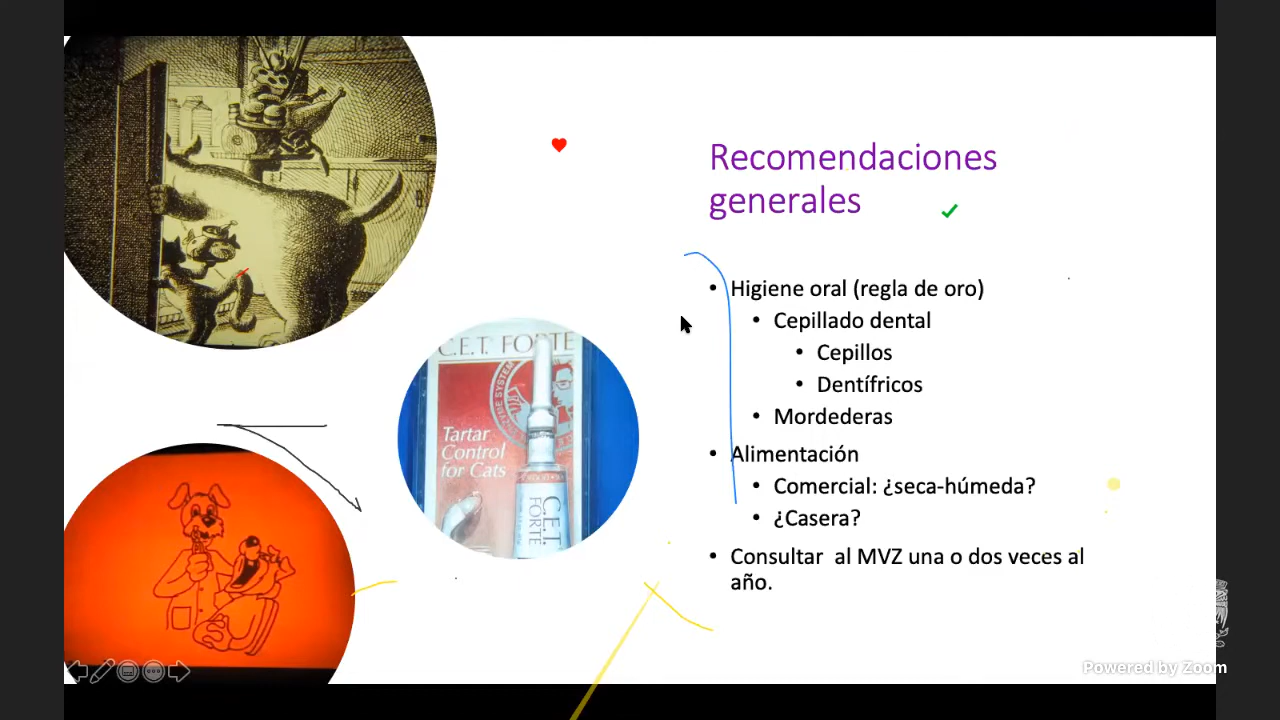 Recomendaciones
generales
• Higiene oral (regla de oro)
• Cepillado dental
• Cepillos
• Dentífricos
• Mordederas
• Alimentación
• Comercial: ¿seca-húmeda?
• ¿Casera?
• Consultar al MVZ una o dos veces al
año.
C.E.T. FORTE
Tartar
Control
for Cats
C.E.T.
FORTE
Powered by Zoom